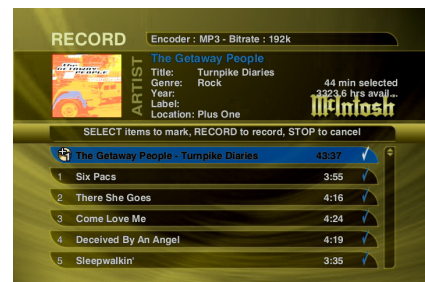 RECORD
Encoder : MP3 - Bitrate : 192k
ARTIST
The Getaway People
Title: Turnpike Diaries
Genre: Rock
44 min selected
Year:
3323.6 hrs avail...
Label:
McIntosh
Location: Plus One
SELECT items to mark, RECORD to record, STOP to cancel
The Getaway People - Turnpike Diaries 43:37
1 Six Pacs 3:55
2 There She Goes 4:16
3 Come Love Me 4:24
4 Deceived By An Angel 4:19
5 Sleepwalkin' 3:35